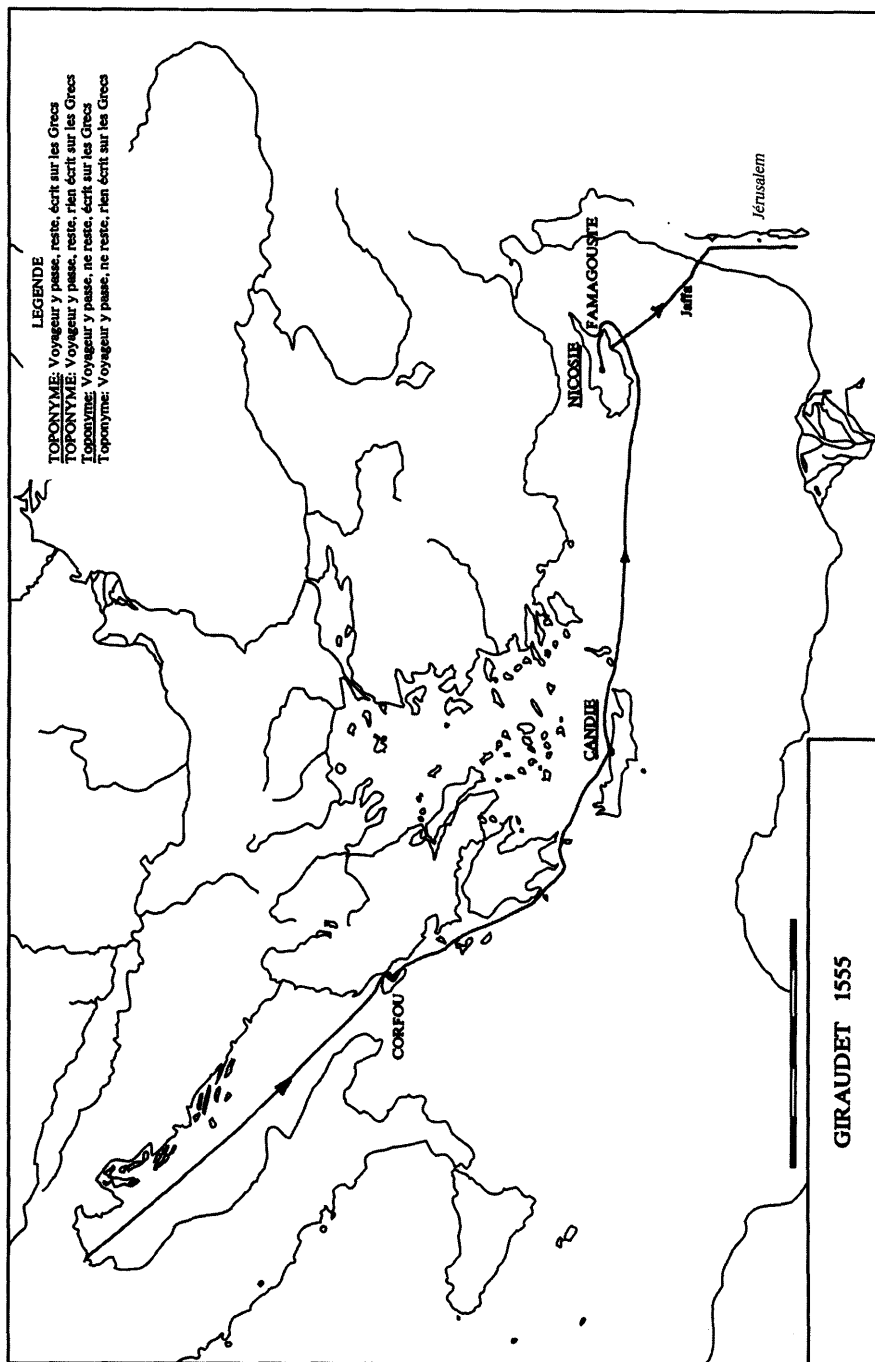 LEGENDE
TOPONYME: Voyageur y passe, reste, écrit sur les Grecs
TOPONYME: Voyageur y passe, reste, rien écrit sur les Grecs
Toponyme: Voyageur y passe, ne reste, écrit sur les Grecs
Toponyme: Voyageur y passe, ne reste, rien écrit sur les Grecs
CORFOU
CANDIE
NICOSIE
FAMAGOUSTE
Jaffa
Jérusalem
GIRAUDET 1555